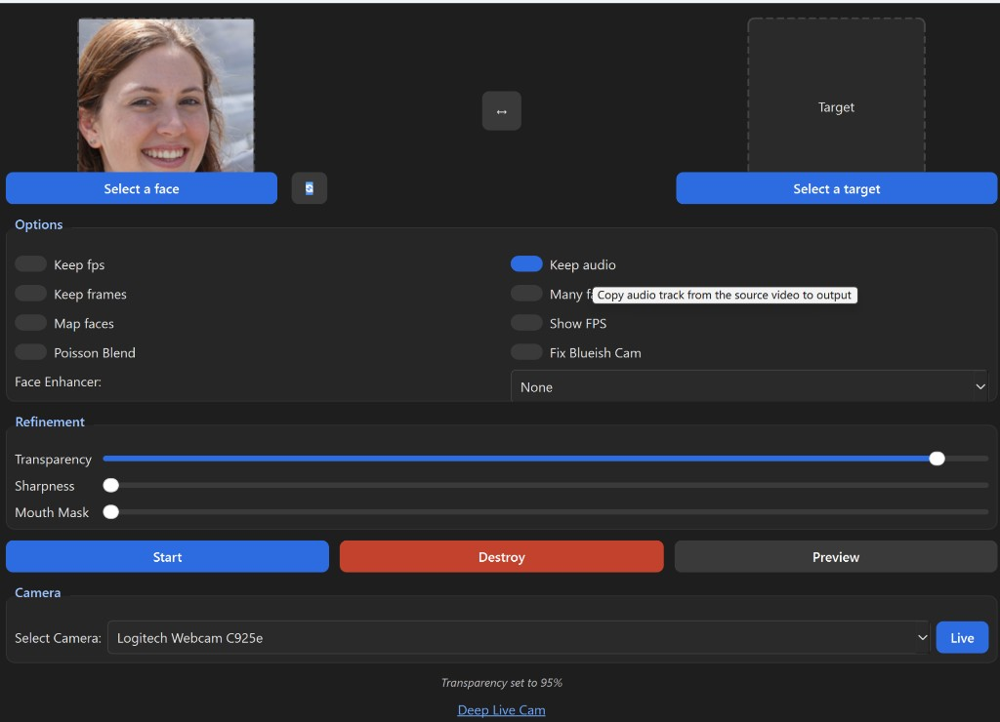 Target
Select a face
Select a target
Options
Keep fps
Keep audio
Keep frames
Many fa
Copy audio track from the source video to output
Map faces
Show FPS
Poisson Blend
Fix Blueish Cam
Face Enhancer:
None
Refinement
Transparency
Sharpness
Mouth Mask
Start
Destroy
Preview
Camera
Select Camera:
Logitech Webcam C925e
Live
Transparency set to 95%
Deep Live Cam